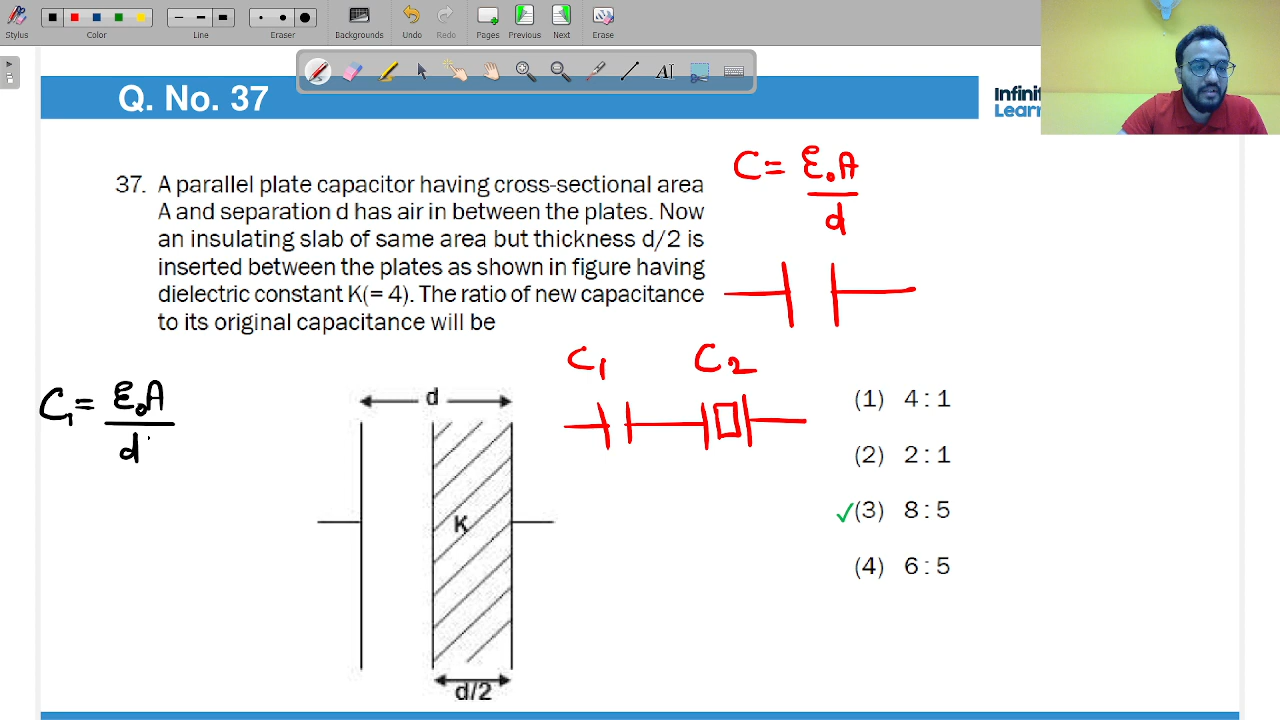 Stylus
Color
Line
Eraser
Backgrounds
Undo
Redo
Pages
Previous
Next
Erase
Q. No. 37
Infinit
Learn
37. A parallel plate capacitor having cross-sectional area
A and separation d has air in between the plates. Now
an insulating slab of same area but thickness d/2 is
inserted between the plates as shown in figure having
dielectric constant K(= 4). The ratio of new capacitance
to its original capacitance will be
C = ε₀A
d
C₁ C₂
C₁ = ε₀A
d
d
K
d/2
(1) 4 : 1
(2) 2 : 1
✓(3) 8 : 5
(4) 6 : 5